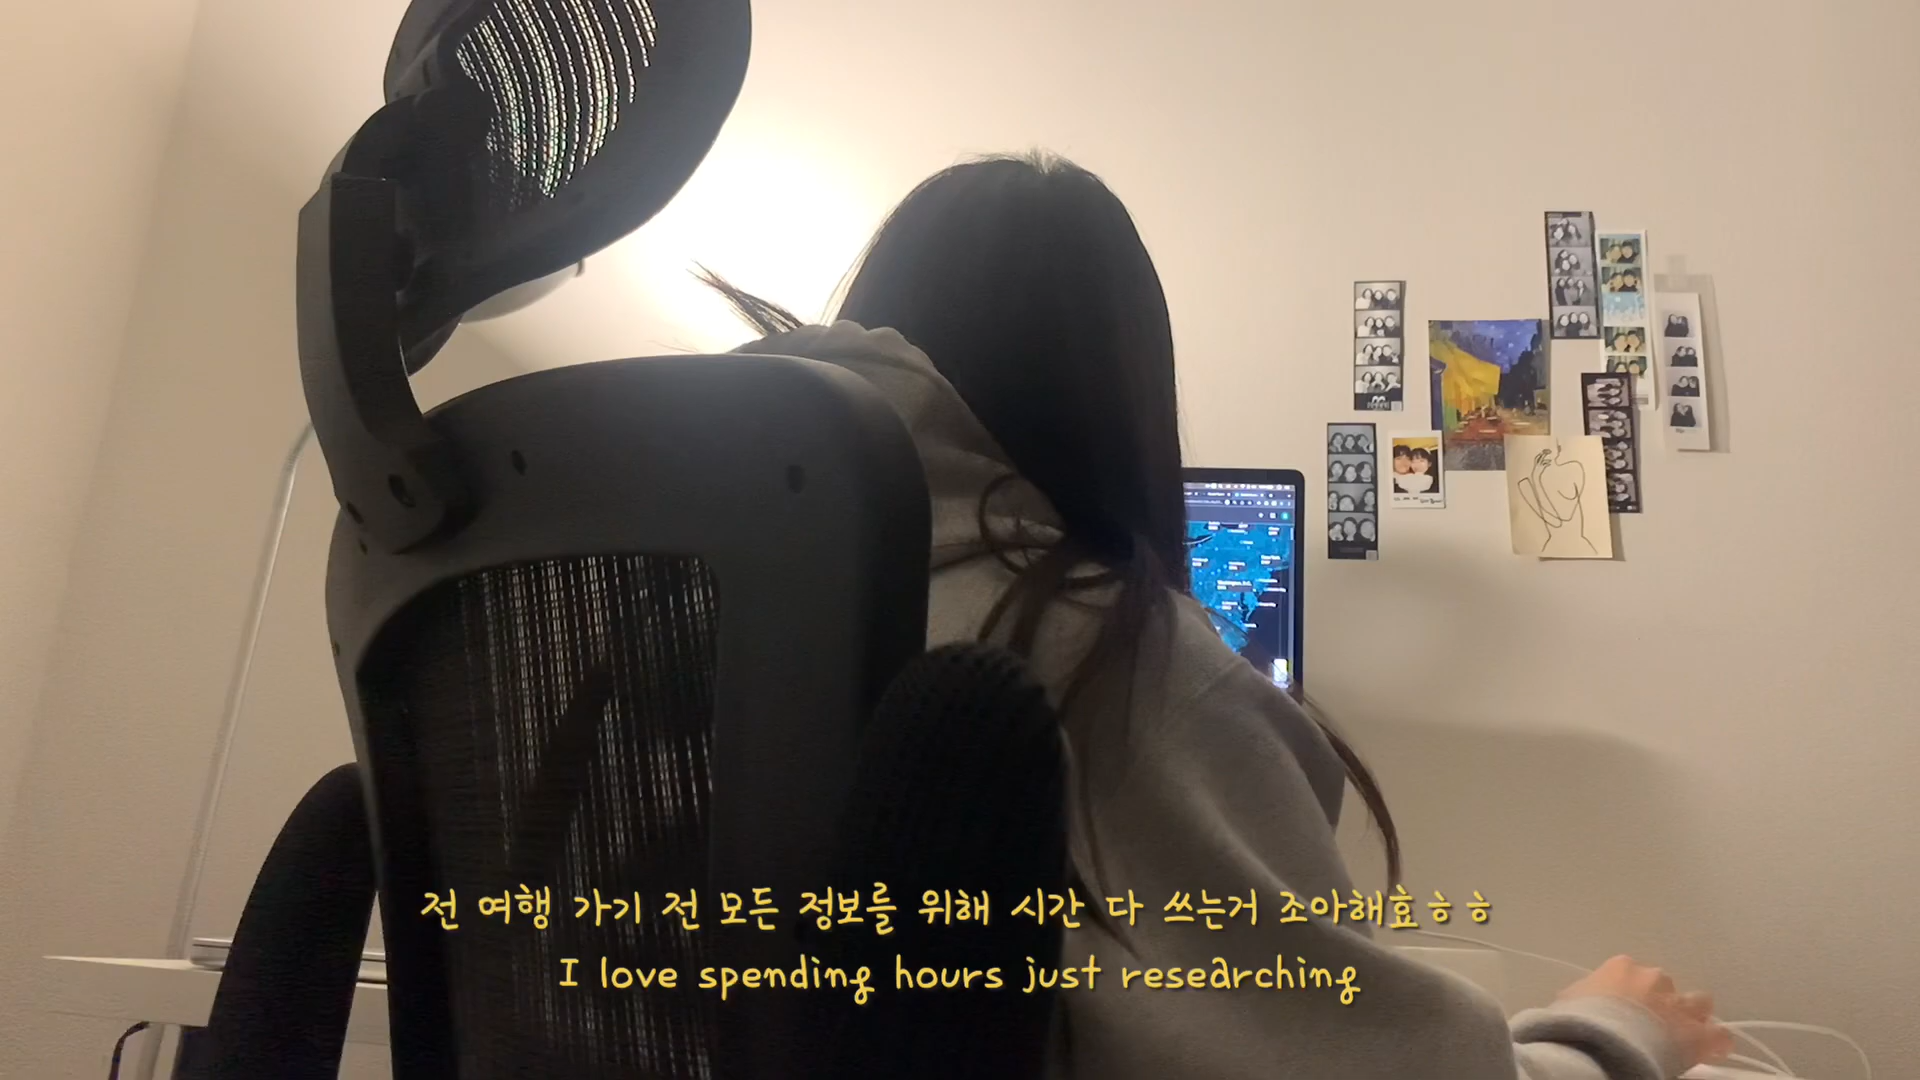 전 여행 가기 전 모든 정보를 위해 시간 다 쓰는거 조아해효ㅎㅎ
I love spending hours just researching